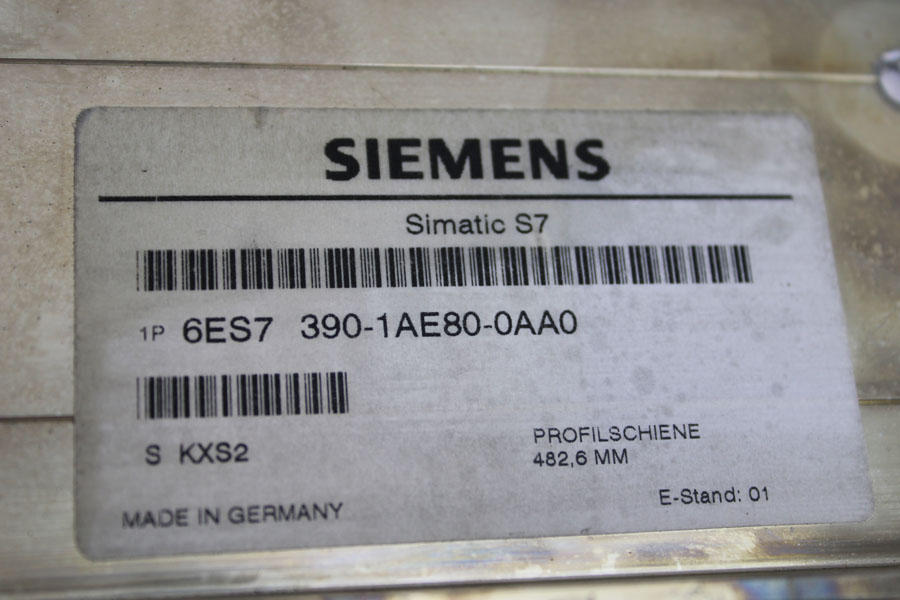 SIEMENS
Simatic S7
1P 6ES7 390-1AE80-0AA0
S KXS2
PROFILSCHIENE
482,6 MM
E-Stand: 01
MADE IN GERMANY